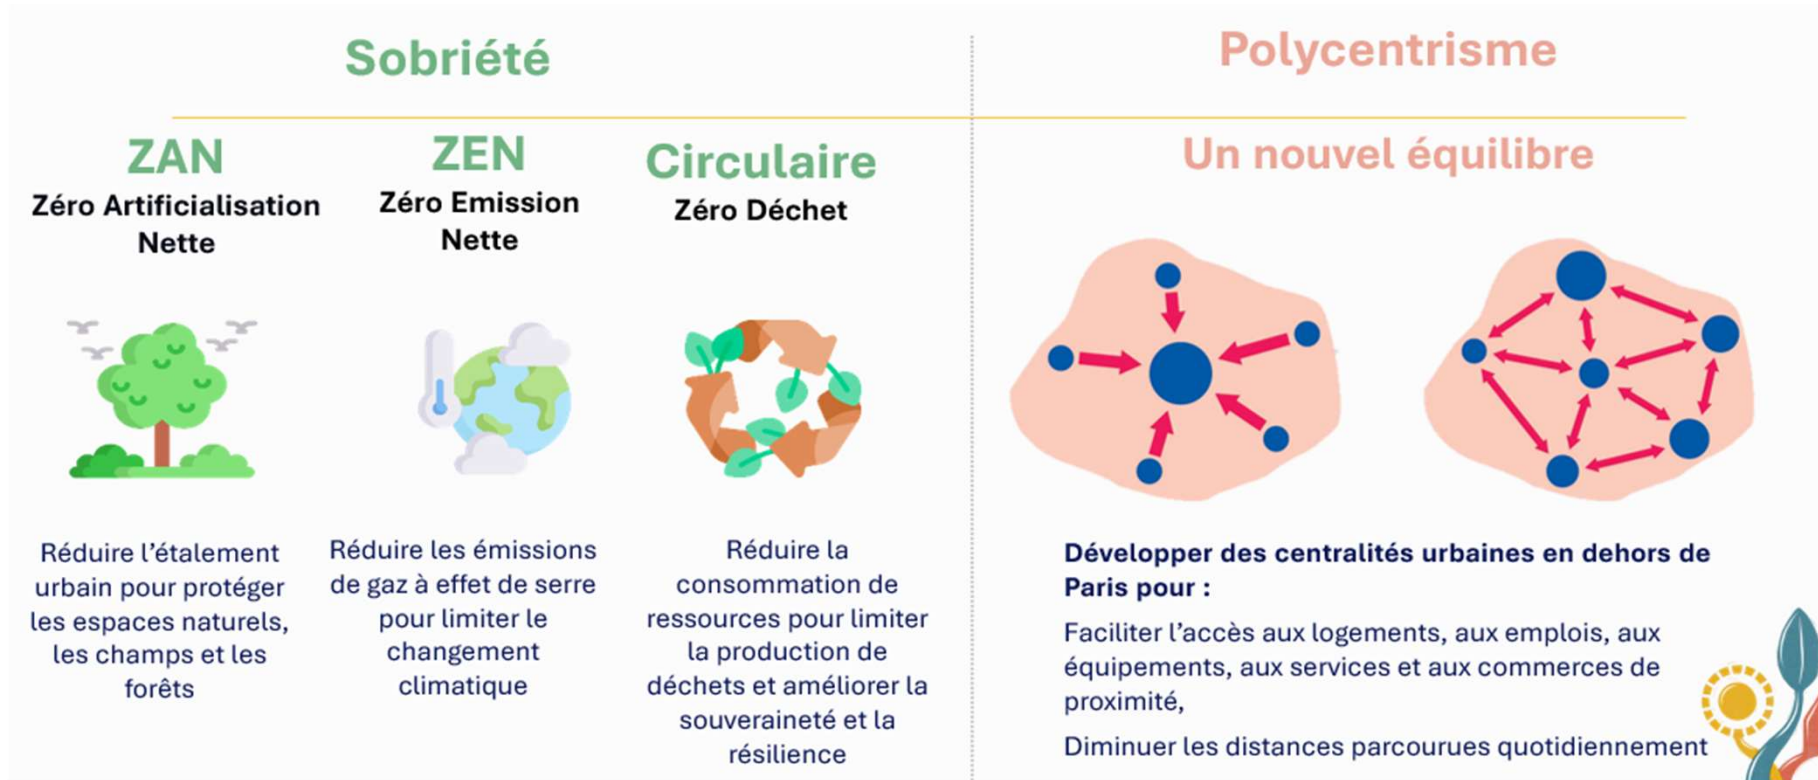 Sobriété
ZAN
Zéro Artificialisation
Nette
Réduire l’étalement
urbain pour protéger
les espaces naturels,
les champs et les
forêts
ZEN
Zéro Emission
Nette
Réduire les émissions
de gaz à effet de serre
pour limiter le
changement
climatique
Circulaire
Zéro Déchet
Réduire la
consommation de
ressources pour limiter
la production de
déchets et améliorer la
souveraineté et la
résilience
Polycentrisme
Un nouvel équilibre
Développer des centralités urbaines en dehors de
Paris pour :
Faciliter l’accès aux logements, aux emplois, aux
équipements, aux services et aux commerces de
proximité,
Diminuer les distances parcourues quotidiennement